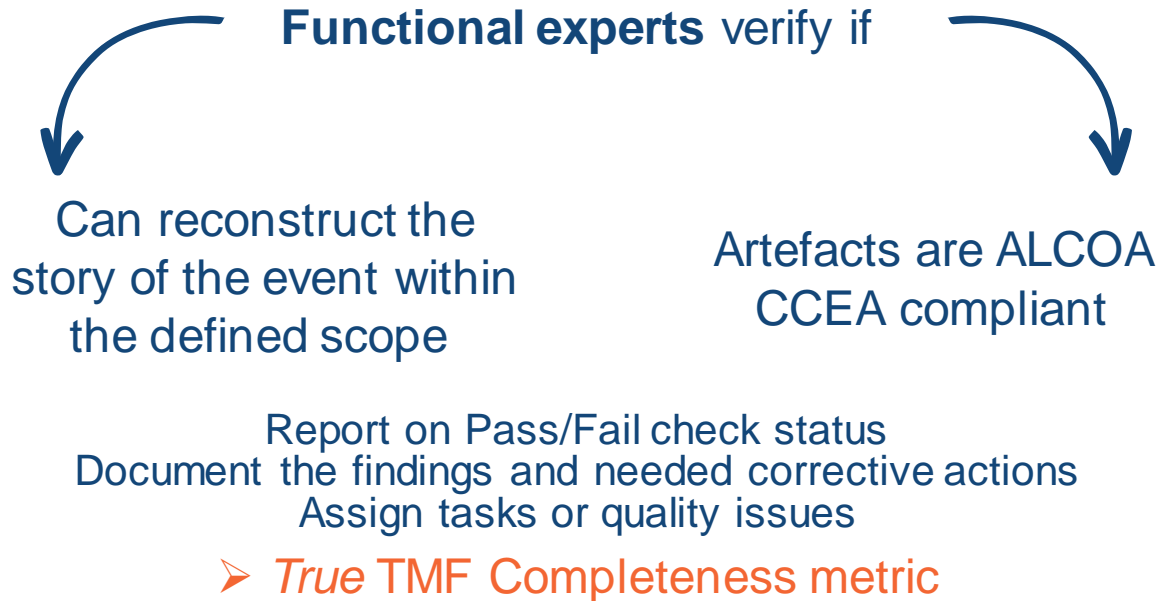 Functional experts verify if
Can reconstruct the
story of the event within
the defined scope
Artefacts are ALCOA
CCEA compliant
Report on Pass/Fail check status
Document the findings and needed corrective actions
Assign tasks or quality issues
➢ True TMF Completeness metric